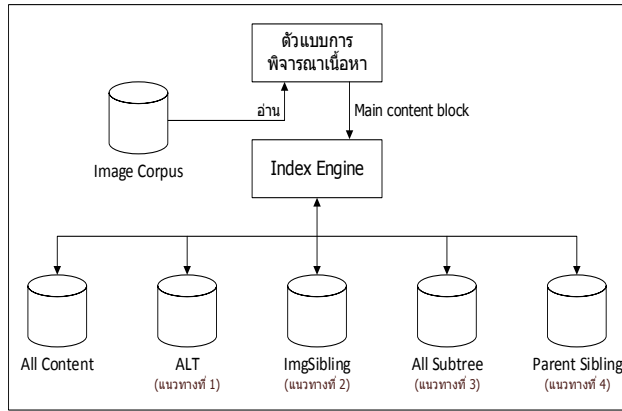 ตัวแบบการ
พิจารณาเนื้อหา
อ่าน
Main content block
Image Corpus
Index Engine
All Content
ALT
(แนวทางที่ 1)
ImgSibling
(แนวทางที่ 2)
All Subtree
(แนวทางที่ 3)
Parent Sibling
(แนวทางที่ 4)